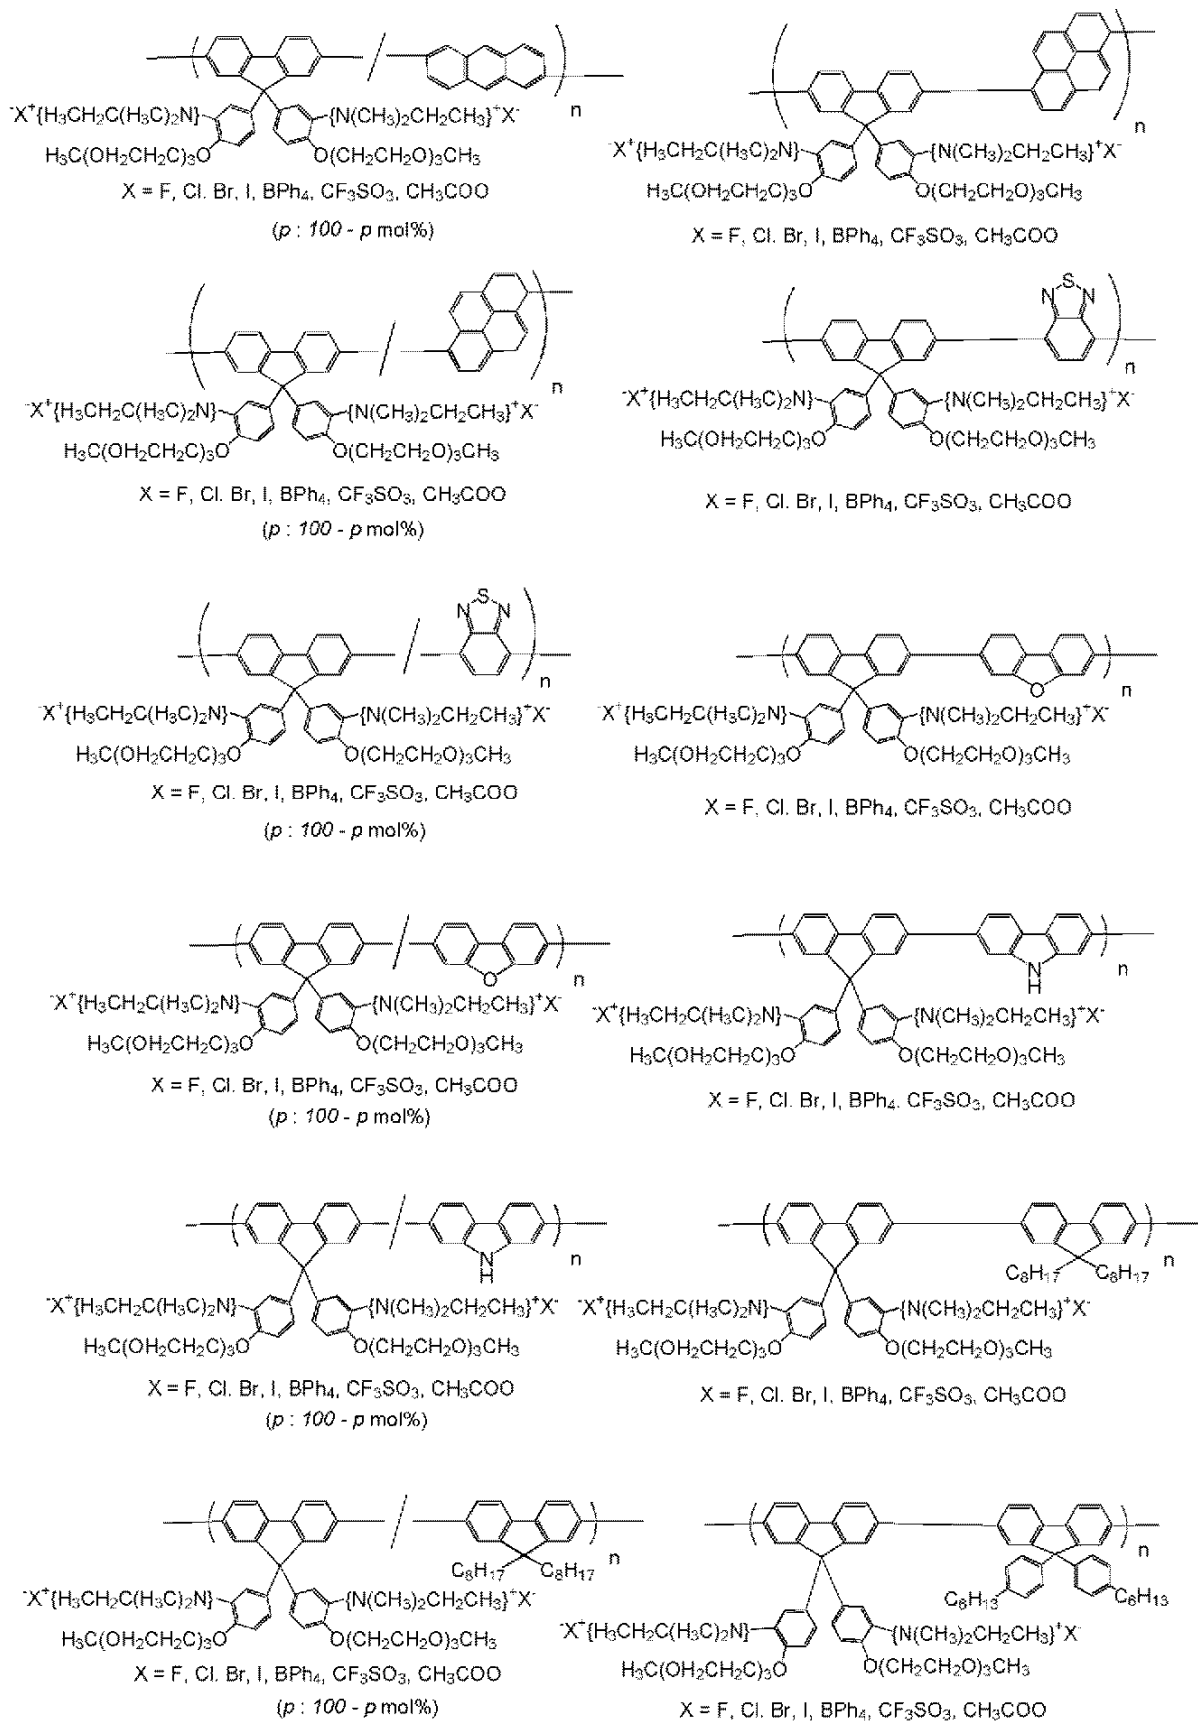 n
⁻X⁺{H₃CH₂C(H₃C)₂N} {N(CH₃)₂CH₂CH₃}⁺X⁻
H₃C(OH₂CH₂C)₃O O(CH₂CH₂O)₃CH₃
X = F, Cl. Br, I, BPh₄, CF₃SO₃, CH₃COO
(p : 100 - p mol%)
n
⁻X⁺{H₃CH₂C(H₃C)₂N} {N(CH₃)₂CH₂CH₃}⁺X⁻
H₃C(OH₂CH₂C)₃O O(CH₂CH₂O)₃CH₃
X = F, Cl. Br, I, BPh₄, CF₃SO₃, CH₃COO
n
⁻X⁺{H₃CH₂C(H₃C)₂N} {N(CH₃)₂CH₂CH₃}⁺X⁻
H₃C(OH₂CH₂C)₃O O(CH₂CH₂O)₃CH₃
X = F, Cl. Br, I, BPh₄, CF₃SO₃, CH₃COO
(p : 100 - p mol%)
S
N N
n
⁻X⁺{H₃CH₂C(H₃C)₂N} {N(CH₃)₂CH₂CH₃}⁺X⁻
H₃C(OH₂CH₂C)₃O O(CH₂CH₂O)₃CH₃
X = F, Cl. Br, I, BPh₄, CF₃SO₃, CH₃COO
S
N N
n
⁻X⁺{H₃CH₂C(H₃C)₂N} {N(CH₃)₂CH₂CH₃}⁺X⁻
H₃C(OH₂CH₂C)₃O O(CH₂CH₂O)₃CH₃
X = F, Cl. Br, I, BPh₄, CF₃SO₃, CH₃COO
(p : 100 - p mol%)
O
n
⁻X⁺{H₃CH₂C(H₃C)₂N} {N(CH₃)₂CH₂CH₃}⁺X⁻
H₃C(OH₂CH₂C)₃O O(CH₂CH₂O)₃CH₃
X = F, Cl. Br, I, BPh₄, CF₃SO₃, CH₃COO
O
n
⁻X⁺{H₃CH₂C(H₃C)₂N} {N(CH₃)₂CH₂CH₃}⁺X⁻
H₃C(OH₂CH₂C)₃O O(CH₂CH₂O)₃CH₃
X = F, Cl. Br, I, BPh₄, CF₃SO₃, CH₃COO
(p : 100 - p mol%)
n
N
H
⁻X⁺{H₃CH₂C(H₃C)₂N} {N(CH₃)₂CH₂CH₃}⁺X⁻
H₃C(OH₂CH₂C)₃O O(CH₂CH₂O)₃CH₃
X = F, Cl. Br, I, BPh₄. CF₃SO₃, CH₃COO
n
N
H
⁻X⁺{H₃CH₂C(H₃C)₂N} {N(CH₃)₂CH₂CH₃}⁺X⁻
H₃C(OH₂CH₂C)₃O O(CH₂CH₂O)₃CH₃
X = F, Cl. Br, I, BPh₄, CF₃SO₃, CH₃COO
(p : 100 - p mol%)
n
C₈H₁₇ C₈H₁₇
⁻X⁺{H₃CH₂C(H₃C)₂N} {N(CH₃)₂CH₂CH₃}⁺X⁻
H₃C(OH₂CH₂C)₃O O(CH₂CH₂O)₃CH₃
X = F, Cl. Br, I, BPh₄, CF₃SO₃, CH₃COO
n
C₈H₁₇ C₈H₁₇
⁻X⁺{H₃CH₂C(H₃C)₂N} {N(CH₃)₂CH₂CH₃}⁺X⁻
H₃C(OH₂CH₂C)₃O O(CH₂CH₂O)₃CH₃
X = F, Cl. Br, I, BPh₄, CF₃SO₃, CH₃COO
(p : 100 - p mol%)
n
C₆H₁₃ C₆H₁₃
⁻X⁺{H₃CH₂C(H₃C)₂N} {N(CH₃)₂CH₂CH₃}⁺X⁻
H₃C(OH₂CH₂C)₃O O(CH₂CH₂O)₃CH₃
X = F, Cl. Br, I, BPh₄, CF₃SO₃, CH₃COO